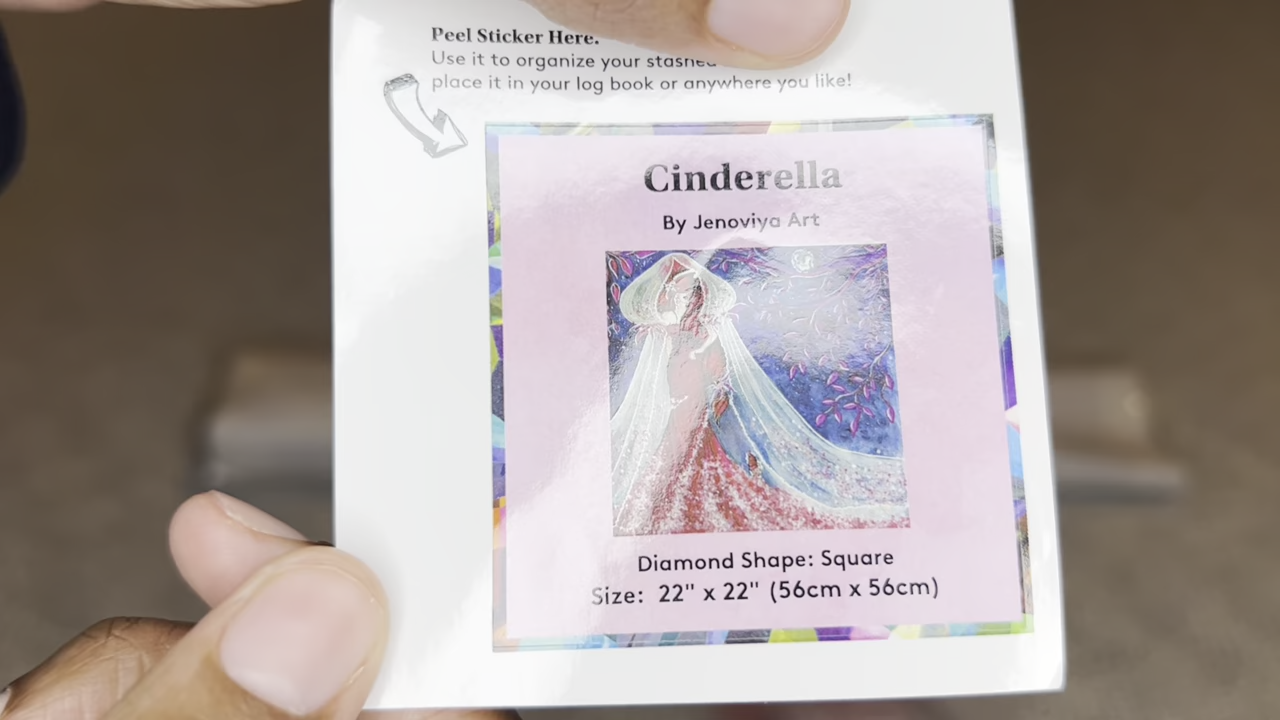 Peel Sticker Here.
Use it to organize your stashed
place it in your log book or anywhere you like!
Cinderella
By Jenoviya Art
Diamond Shape: Square
Size: 22" x 22" (56cm x 56cm)